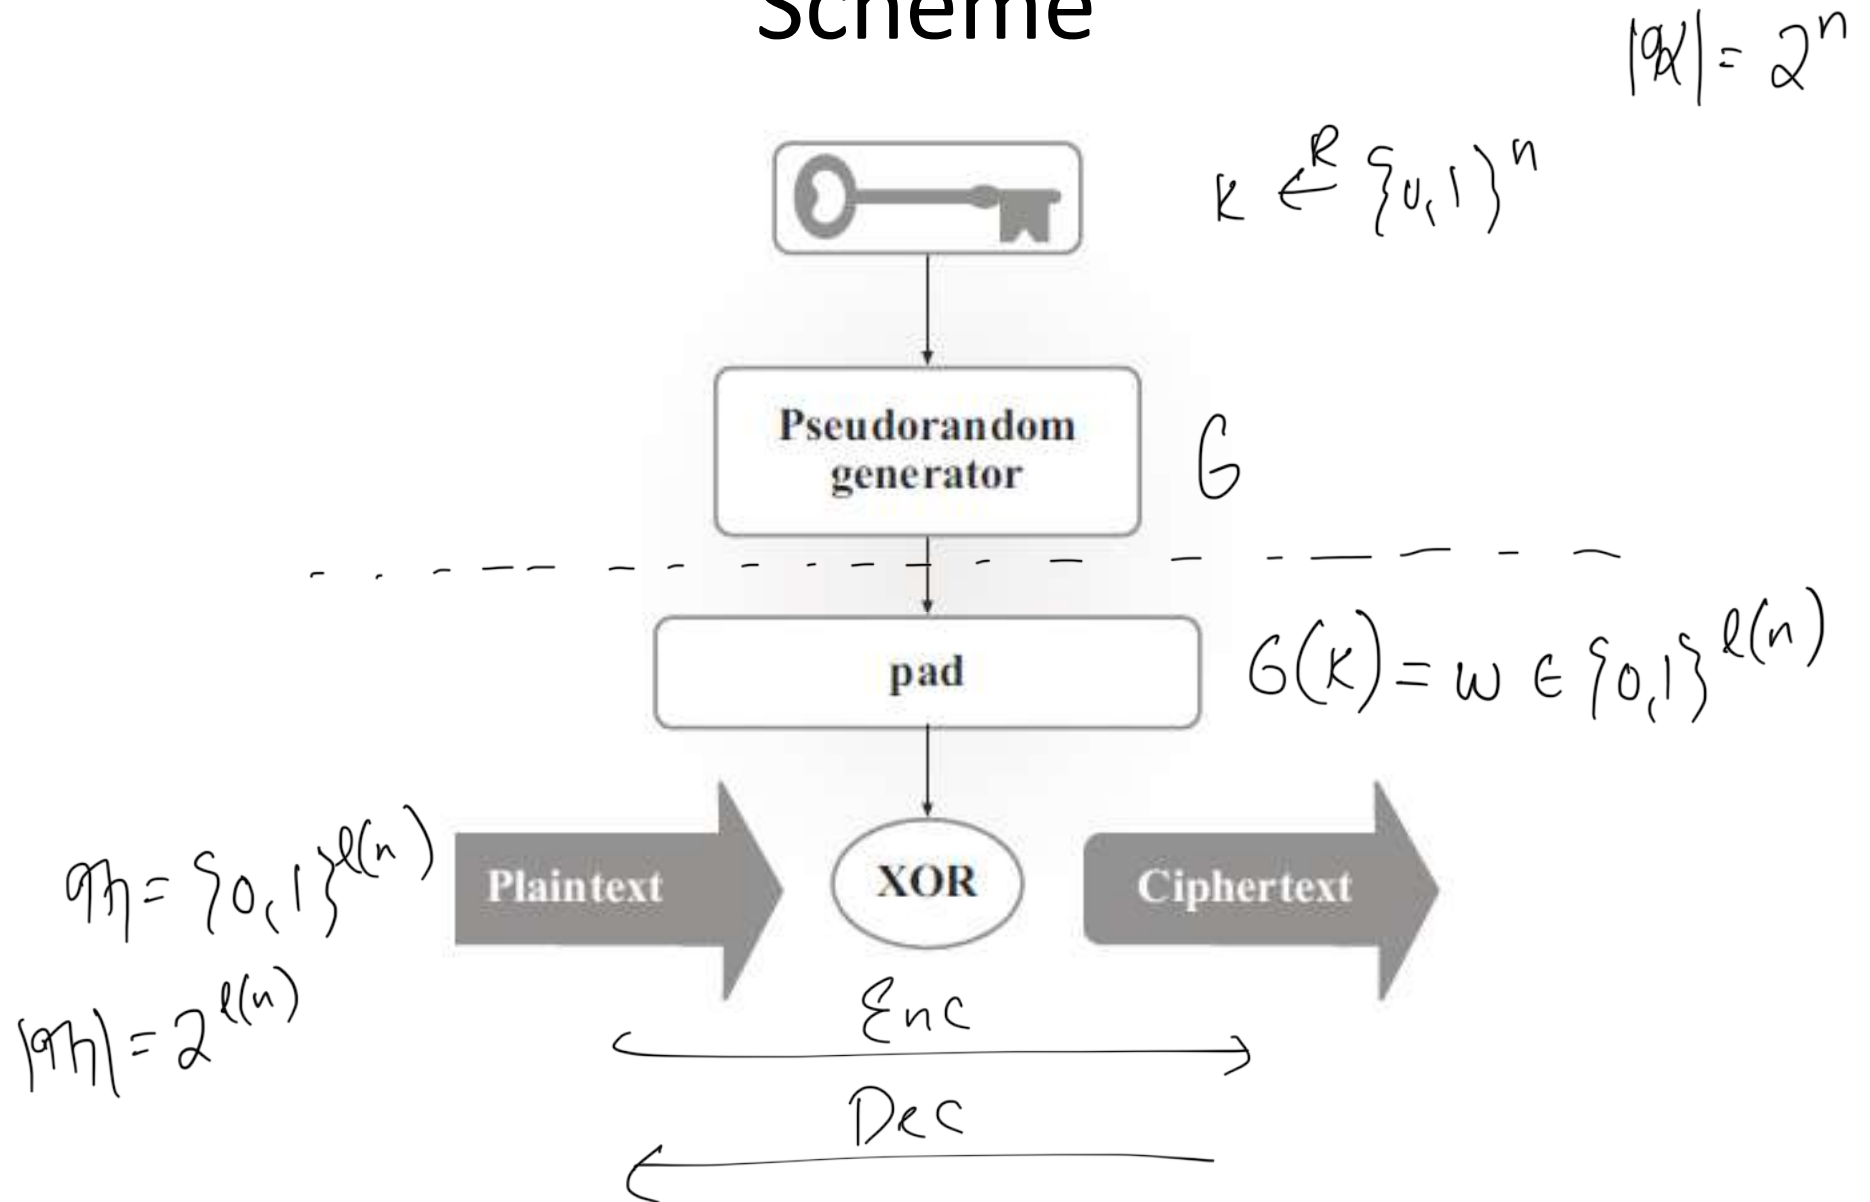 Scheme
|𝒦| = 2^n
K ←^R {0,1}^n
Pseudorandom
generator
G
pad
G(K) = w ∈ {0,1}^ℓ(n)
ℳ = {0,1}^ℓ(n)
Plaintext
XOR
Ciphertext
|ℳ| = 2^ℓ(n)
Enc
Dec